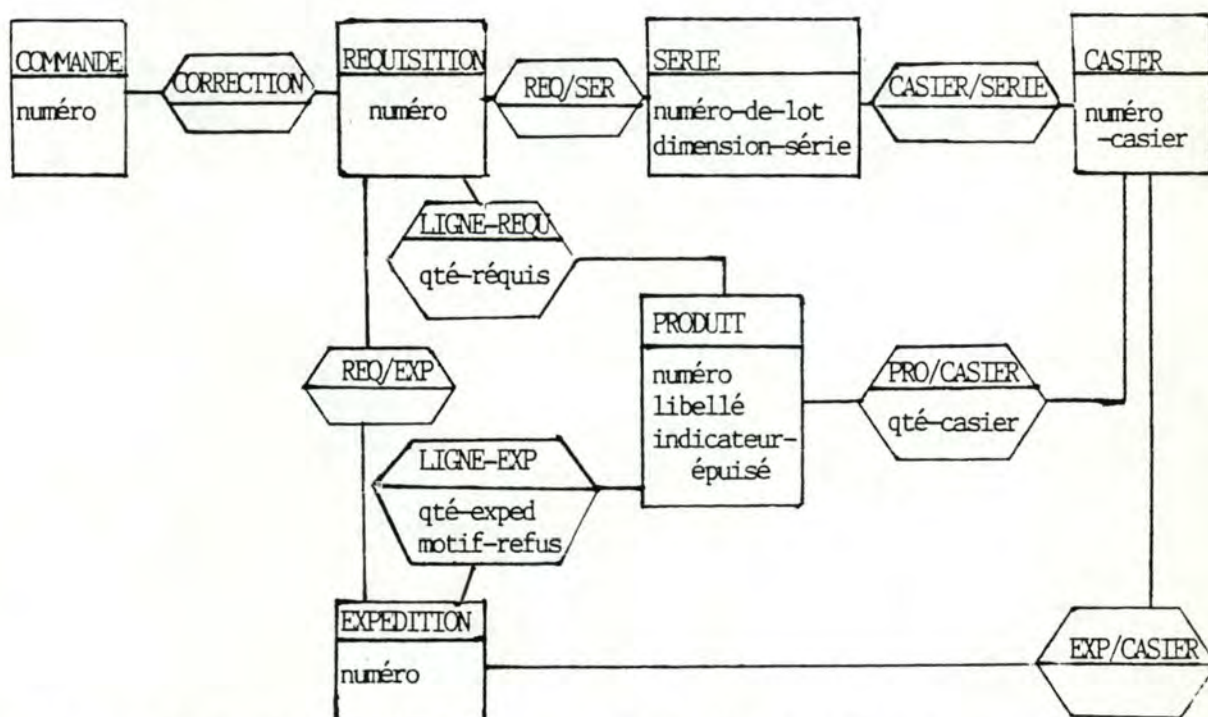 COMMANDE
numéro
CORRECTION
REQUISITION
numéro
REQ/SER
SERIE
numéro-de-lot
dimension-série
CASIER/SERIE
CASIER
numéro
-casier
LIGNE-REQU
qté-réquis
PRODUIT
numéro
libellé
indicateur-
épuisé
REQ/EXP
PRO/CASIER
qté-casier
LIGNE-EXP
qté-exped
motif-refus
EXPEDITION
numéro
EXP/CASIER